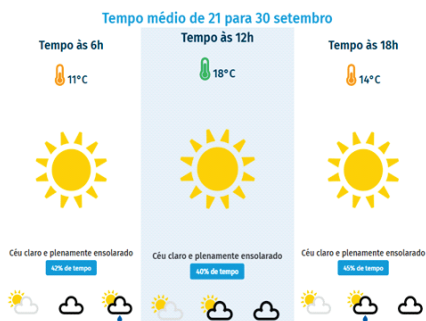 Tempo médio de 21 para 30 setembro
Tempo às 6h
11°C
Céu claro e plenamente ensolarado
42% de tempo
Tempo às 12h
18°C
Céu claro e plenamente ensolarado
40% de tempo
Tempo às 18h
14°C
Céu claro e plenamente ensolarado
45% de tempo